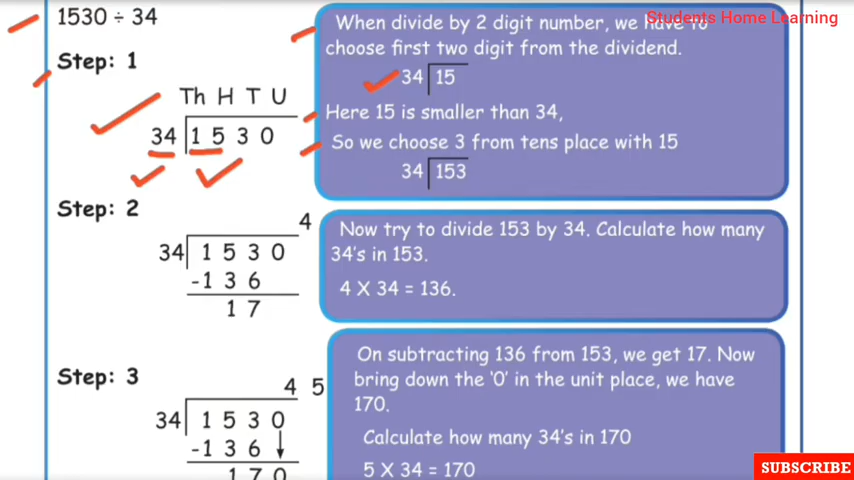 1530 ÷ 34
Students Home Learning
When divide by 2 digit number, we have to
choose first two digit from the dividend.
34 15
Here 15 is smaller than 34,
So we choose 3 from tens place with 15
34 153
Step: 1
Th H T U
34 1 5 3 0
Step: 2
4
34 1 5 3 0
-1 3 6
1 7
Now try to divide 153 by 34. Calculate how many
34's in 153.
4 X 34 = 136.
Step: 3
4 5
34 1 5 3 0
-1 3 6
1 7 0
On subtracting 136 from 153, we get 17. Now
bring down the '0' in the unit place, we have
170.
Calculate how many 34's in 170
5 X 34 = 170
SUBSCRIBE